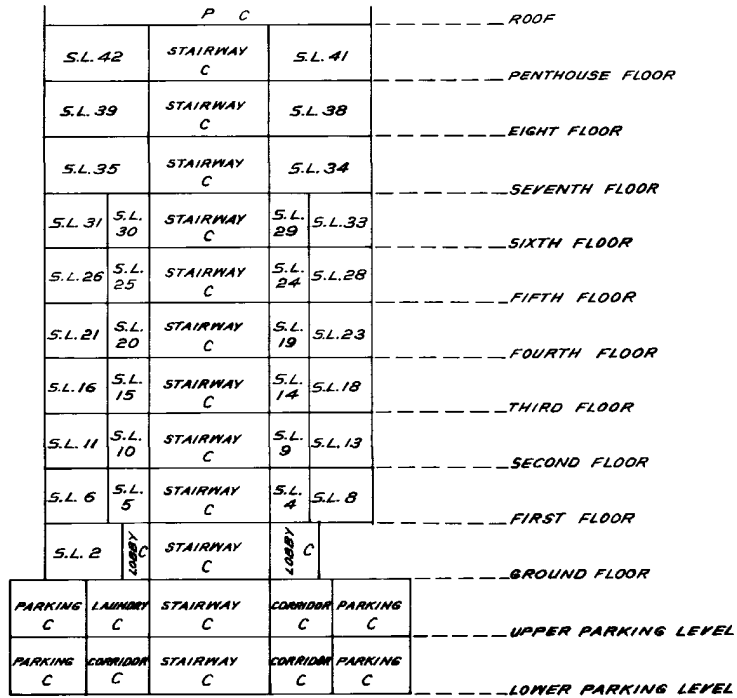 P C
ROOF
S.L. 42 STAIRWAY C S.L. 41
PENTHOUSE FLOOR
S.L. 39 STAIRWAY C S.L. 38
EIGHT FLOOR
S.L. 35 STAIRWAY C S.L. 34
SEVENTH FLOOR
S.L. 31 S.L. 30 STAIRWAY C S.L. 29 S.L. 33
SIXTH FLOOR
S.L. 26 S.L. 25 STAIRWAY C S.L. 24 S.L. 28
FIFTH FLOOR
S.L. 21 S.L. 20 STAIRWAY C S.L. 19 S.L. 23
FOURTH FLOOR
S.L. 16 S.L. 15 STAIRWAY C S.L. 14 S.L. 18
THIRD FLOOR
S.L. 11 S.L. 10 STAIRWAY C S.L. 9 S.L. 13
SECOND FLOOR
S.L. 6 S.L. 5 STAIRWAY C S.L. 4 S.L. 8
FIRST FLOOR
S.L. 2 LOBBY C STAIRWAY C LOBBY C
GROUND FLOOR
PARKING C LAUNDRY C STAIRWAY C CORRIDOR C PARKING C
UPPER PARKING LEVEL
PARKING C CORRIDOR C STAIRWAY C CORRIDOR C PARKING C
LOWER PARKING LEVEL